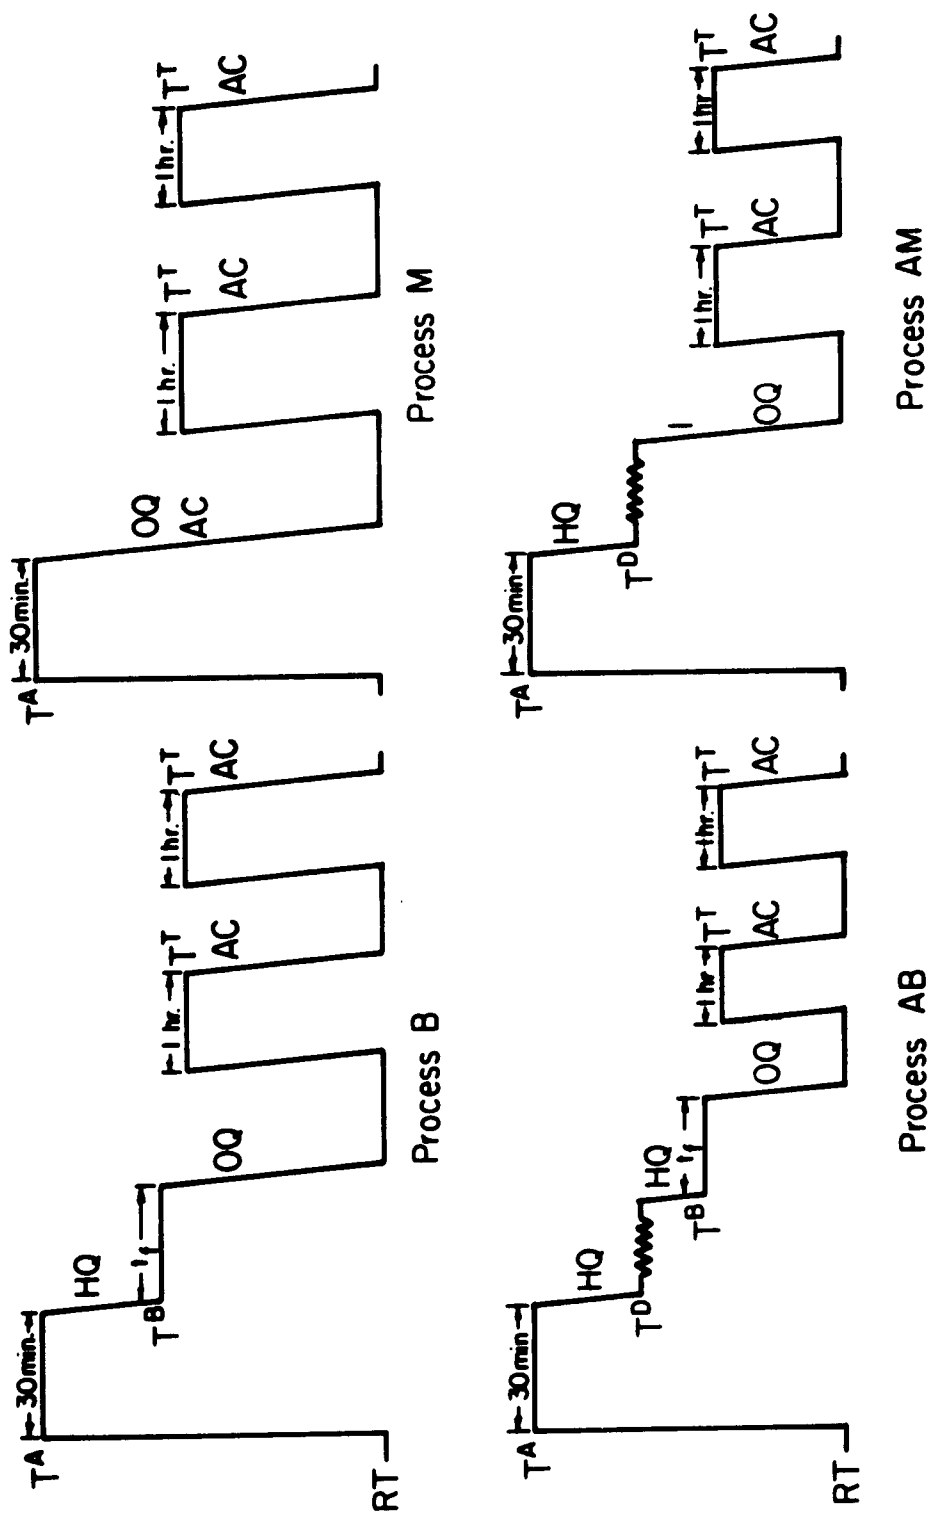 30 min.
T^A
HQ
T^B
t_f
OQ
1 hr.
T^T
AC
1 hr.
T^T
AC
RT
Process B
30 min.
T^A
OQ
AC
1 hr.
T^T
AC
1 hr.
T^T
AC
Process M
30 min
T^A
HQ
T^D
HQ
T^B
t_f
OQ
1 hr
T^T
AC
1 hr.
T^T
AC
RT
Process AB
30 min
T^A
HQ
T^D
I
OQ
1 hr.
T^T
AC
1 hr
T^T
AC
Process AM